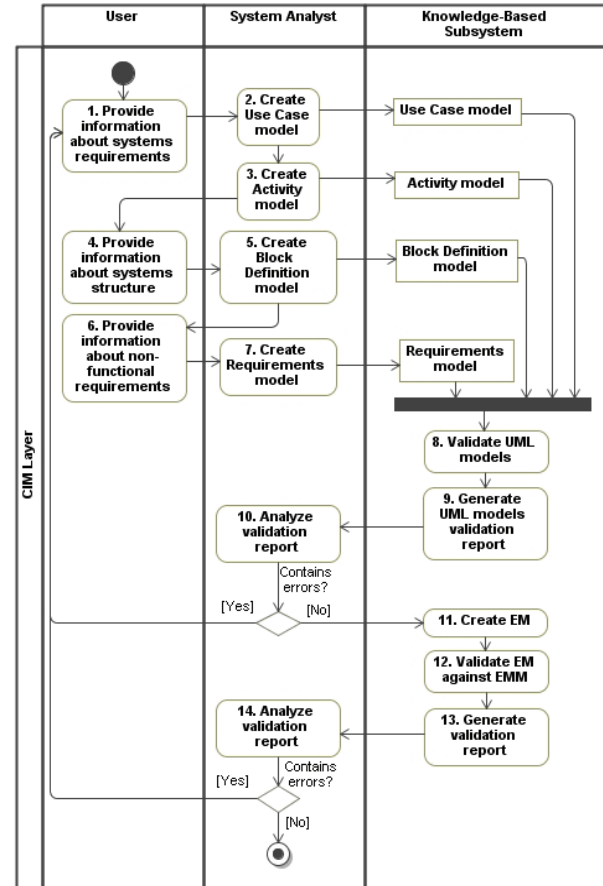 User
System Analyst
Knowledge-Based
Subsystem
CIM Layer
1. Provide
information
about systems
requirements
2. Create
Use Case
model
Use Case model
3. Create
Activity
model
Activity model
4. Provide
information
about systems
structure
5. Create
Block
Definition
model
Block Definition
model
6. Provide
information
about non-
functional
requirements
7. Create
Requirements
model
Requirements
model
8. Validate UML
models
9. Generate
UML models
validation
report
10. Analyze
validation
report
Contains
errors?
[Yes]
[No]
11. Create EM
12. Validate EM
against EMM
13. Generate
validation
report
14. Analyze
validation
report
Contains
errors?
[Yes]
[No]